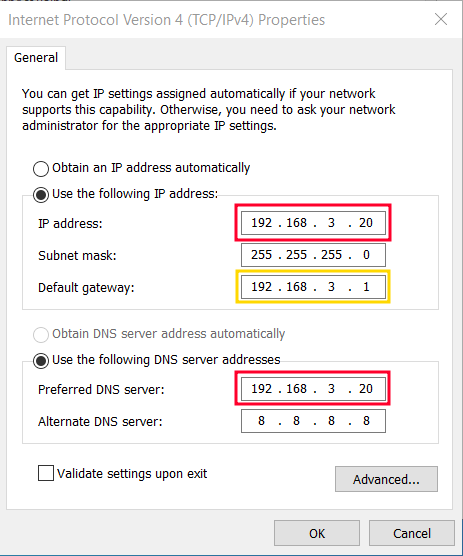 Internet Protocol Version 4 (TCP/IPv4) Properties
General
You can get IP settings assigned automatically if your network
supports this capability. Otherwise, you need to ask your network
administrator for the appropriate IP settings.
Obtain an IP address automatically
Use the following IP address:
IP address: 192 . 168 . 3 . 20
Subnet mask: 255 . 255 . 255 . 0
Default gateway: 192 . 168 . 3 . 1
Obtain DNS server address automatically
Use the following DNS server addresses
Preferred DNS server: 192 . 168 . 3 . 20
Alternate DNS server: 8 . 8 . 8 . 8
Validate settings upon exit
Advanced...
OK Cancel